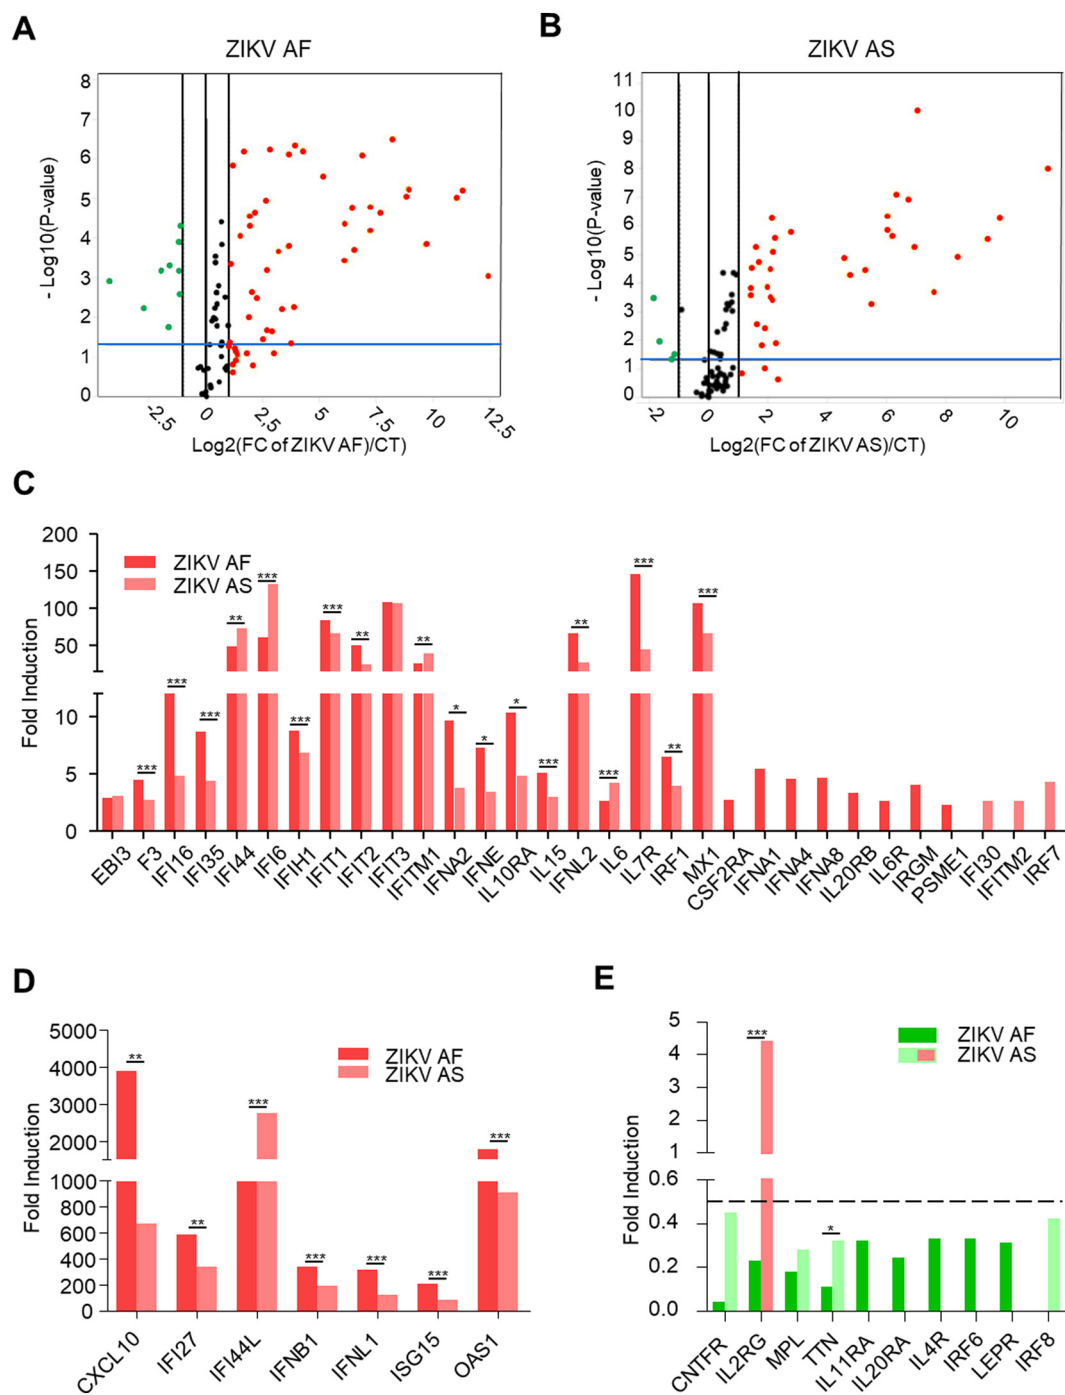 A
ZIKV AF
- Log10(P-value)
8
7
6
5
4
3
2
1
0
-2.5
0
2.5
5
7.5
10
12.5
Log2(FC of ZIKV AF)/CT)
B
ZIKV AS
- Log10(P-value)
11
10
9
8
7
6
5
4
3
2
1
0
-2
0
2
4
6
8
10
Log2(FC of ZIKV AS)/CT)
C
Fold Induction
200
150
100
50
10
5
0
ZIKV AF
ZIKV AS
***
***
***
**
***
***
***
**
**
*
*
*
***
**
***
***
**
***
EBI3
F3
IFI16
IFI35
IFI44
IFI6
IFIH1
IFIT1
IFIT2
IFIT3
IFITM1
IFNA2
IFNE
IL10RA
IL15
IFNL2
IL6
IL7R
IRF1
MX1
CSF2RA
IFNA1
IFNA4
IFNA8
IL20RB
IL6R
IRGM
PSME1
IFI30
IFITM2
IRF7
D
Fold Induction
5000
4000
3000
2000
1000
800
600
400
200
0
ZIKV AF
ZIKV AS
**
**
***
***
***
***
***
CXCL10
IFI27
IFI44L
IFNB1
IFNL1
ISG15
OAS1
E
Fold Induction
5
4
3
2
1
0.6
0.4
0.2
0.0
ZIKV AF
ZIKV AS
***
*
CNTFR
IL2RG
MPL
TTN
IL11RA
IL20RA
IL4R
IRF6
LEPR
IRF8